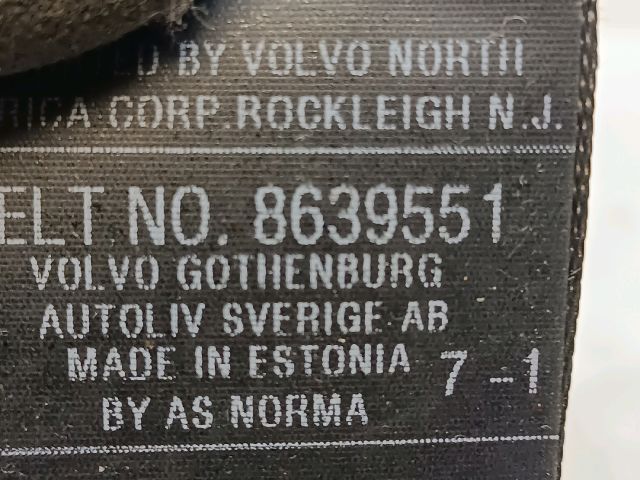 BY VOLVO NORTH
CORP ROCKLEIGH N.J.
ELT NO. 8639551
VOLVO GOTHENBURG
AUTOLIV SVERIGE AB
MADE IN ESTONIA 7-1
BY AS NORMA